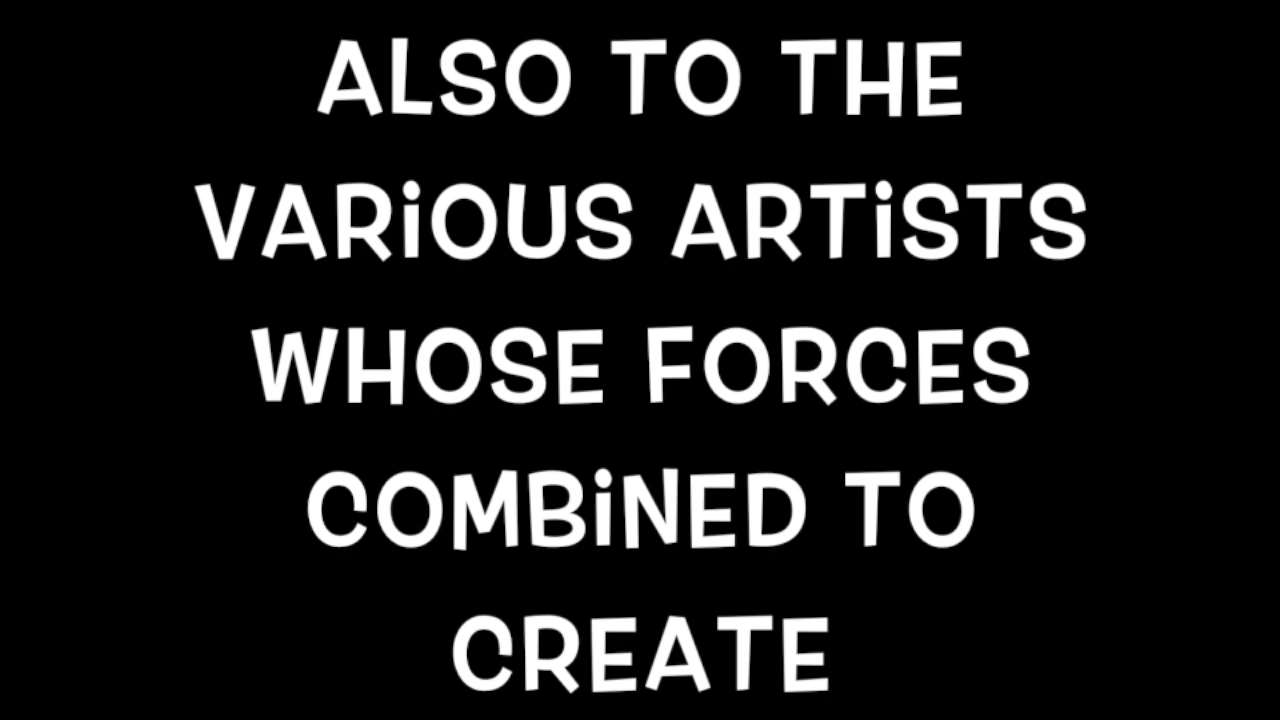 ALSO TO THE
VARiOUS ARTiSTS
WHOSE FORCES
COMBiNED TO
CREATE